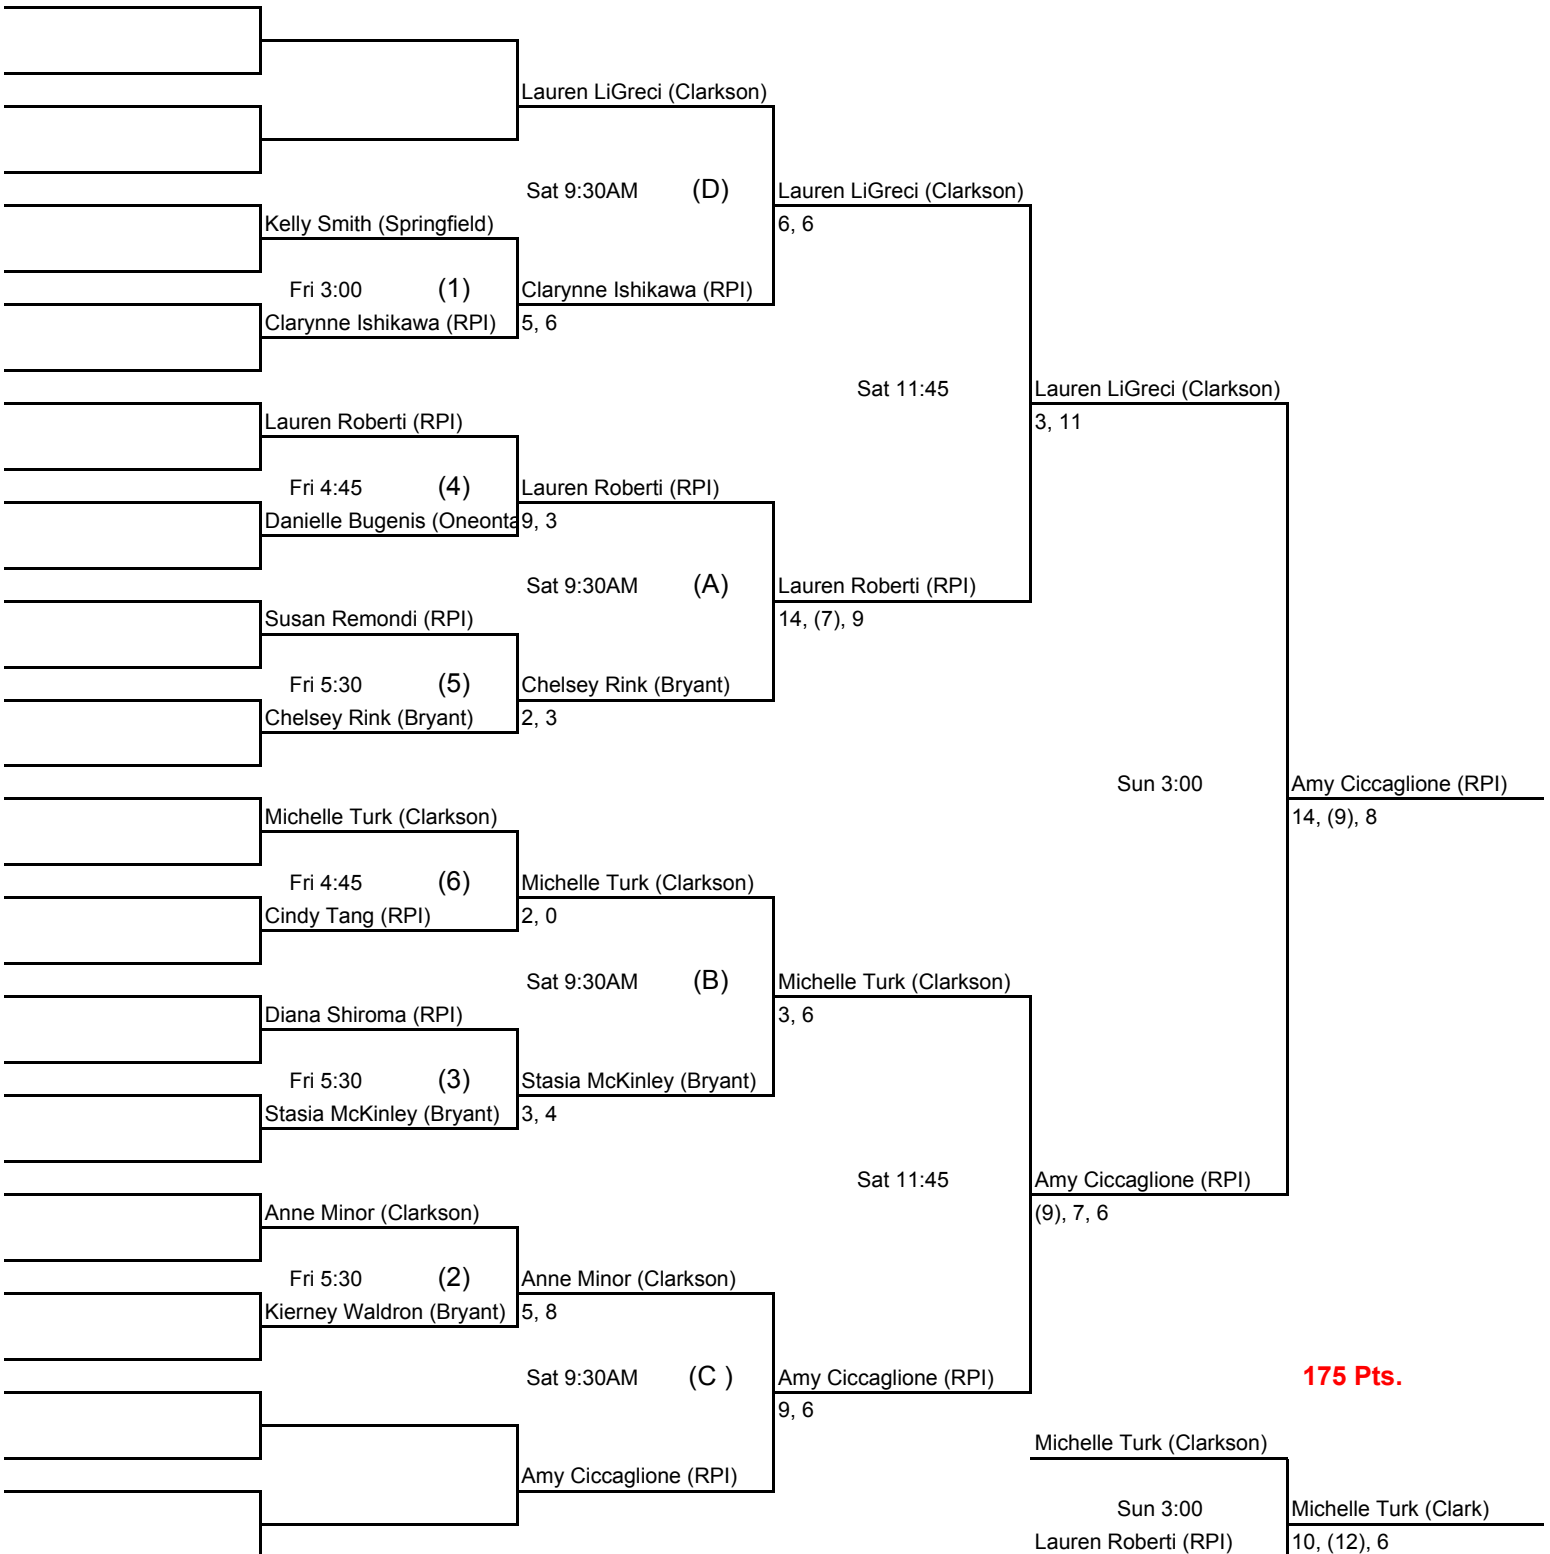 Lauren LiGreci (Clarkson)
Sat 9:30AM (D) Lauren LiGreci (Clarkson)
Kelly Smith (Springfield) 6, 6
Fri 3:00 (1) Clarynne Ishikawa (RPI)
Clarynne Ishikawa (RPI) 5, 6
Sat 11:45 Lauren LiGreci (Clarkson)
Lauren Roberti (RPI) 3, 11
Fri 4:45 (4) Lauren Roberti (RPI)
Danielle Bugenis (Oneonta 9, 3
Sat 9:30AM (A) Lauren Roberti (RPI)
Susan Remondi (RPI) 14, (7), 9
Fri 5:30 (5) Chelsey Rink (Bryant)
Chelsey Rink (Bryant) 2, 3
Sun 3:00 Amy Ciccaglione (RPI)
Michelle Turk (Clarkson) 14, (9), 8
Fri 4:45 (6) Michelle Turk (Clarkson)
Cindy Tang (RPI) 2, 0
Sat 9:30AM (B) Michelle Turk (Clarkson)
Diana Shiroma (RPI) 3, 6
Fri 5:30 (3) Stasia McKinley (Bryant)
Stasia McKinley (Bryant) 3, 4
Sat 11:45 Amy Ciccaglione (RPI)
Anne Minor (Clarkson) (9), 7, 6
Fri 5:30 (2) Anne Minor (Clarkson)
Kierney Waldron (Bryant) 5, 8
Sat 9:30AM (C ) Amy Ciccaglione (RPI) 175 Pts.
9, 6
Michelle Turk (Clarkson)
Amy Ciccaglione (RPI)
Sun 3:00 Michelle Turk (Clark)
Lauren Roberti (RPI) 10, (12), 6